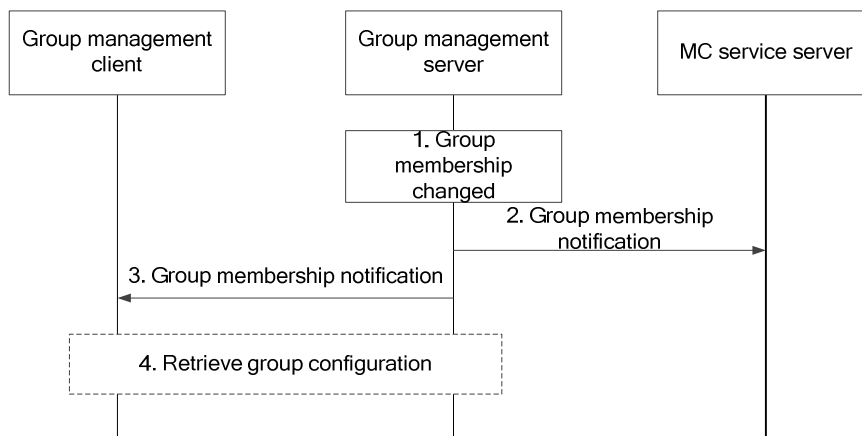 Group management
client
Group management
server
MC service server
1. Group
membership
changed
2. Group membership
notification
3. Group membership notification
4. Retrieve group configuration